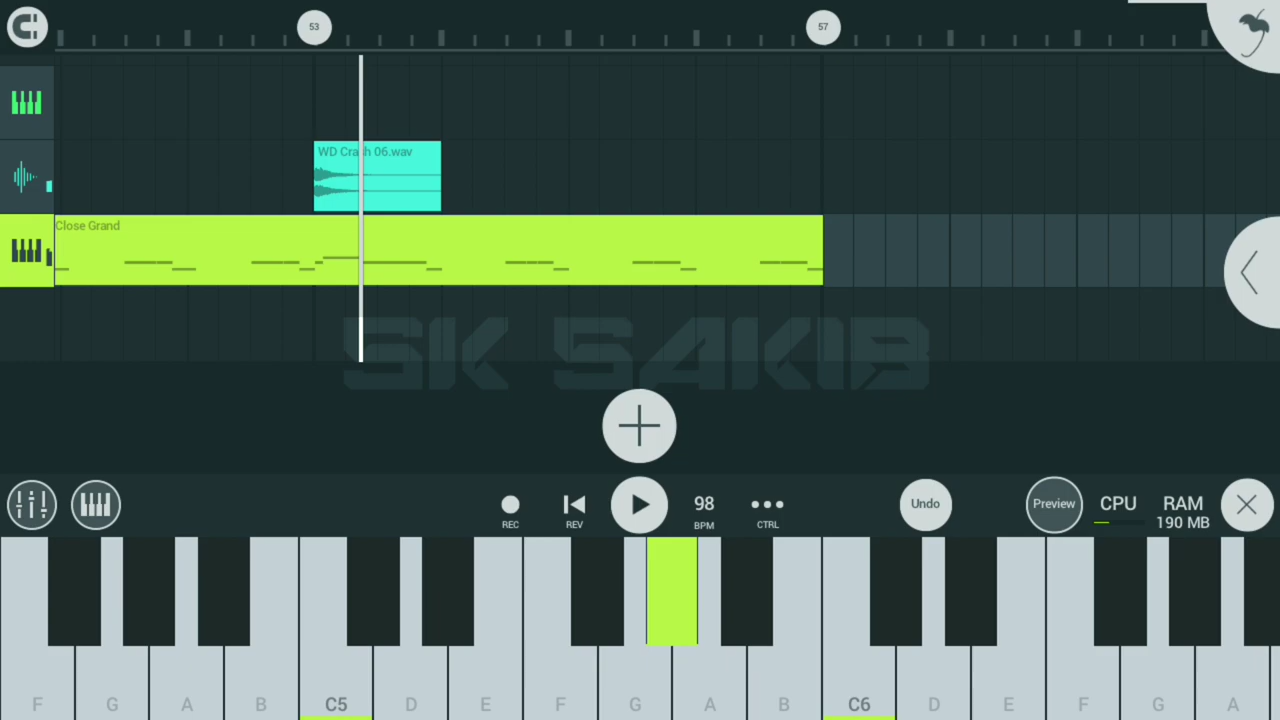 53
57
WD Crash 06.wav
Close Grand
SK SAKIB
REC
REV
98
BPM
CTRL
Undo
Preview
CPU
RAM
190 MB
F G A B C5 D E F G A B C6 D E F G A